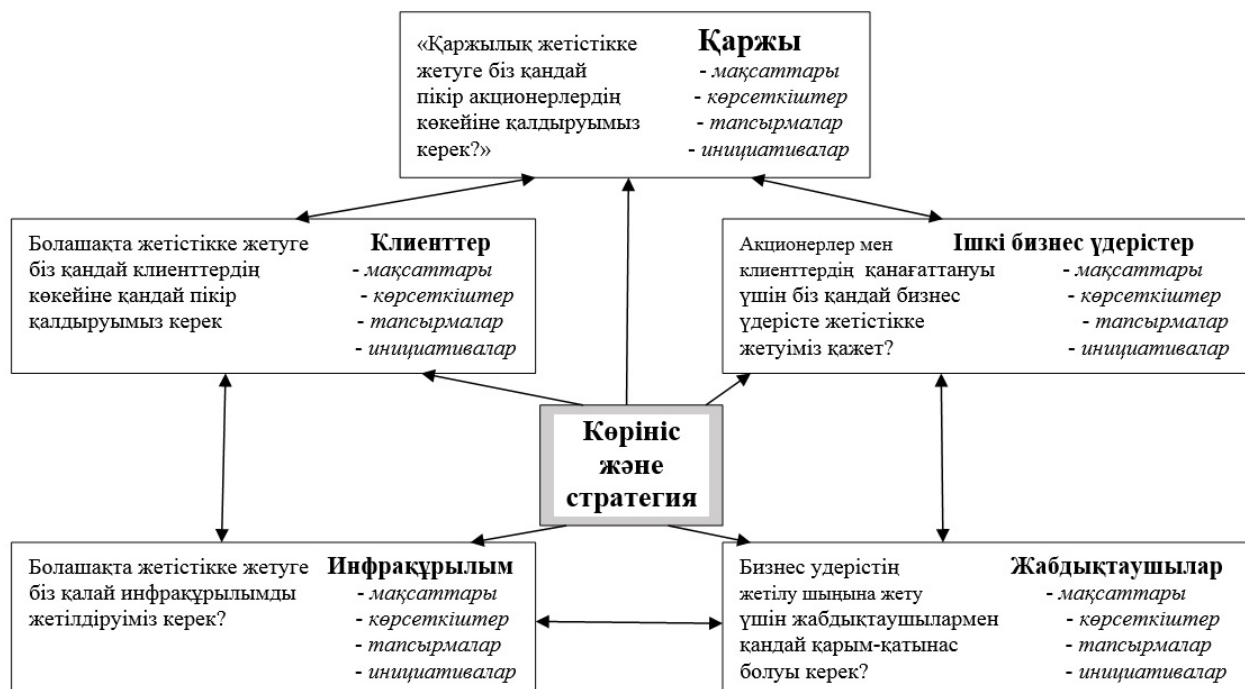 «Қаржылық жетістікке
жетуге біз қандай
пікір акционерлердің
көкейіне қалдыруымыз
керек?»
Қаржы
- мақсаттары
- көрсеткіштер
- тапсырмалар
- инициативалар
Болашақта жетістікке жетуге
біз қандай клиенттердің
көкейіне қандай пікір
қалдыруымыз керек
Клиенттер
- мақсаттары
- көрсеткіштер
- тапсырмалар
- инициативалар
Акционерлер мен
клиенттердің қанағаттануы
үшін біз қандай бизнес
үдерісте жетістікке
жетуіміз қажет?
Ішкі бизнес үдерістер
- мақсаттары
- көрсеткіштер
- тапсырмалар
- инициативалар
Көрініс
және
стратегия
Болашақта жетістікке жетуге
біз қалай инфрақұрылымды
жетілдіруіміз керек?
Инфрақұрылым
- мақсаттары
- көрсеткіштер
- тапсырмалар
- инициативалар
Бизнес удерістің
жетілу шыңына жету
үшін жабдықтаушылармен
қандай қарым-қатынас
болуы керек?
Жабдықтаушылар
- мақсаттары
- көрсеткіштер
- тапсырмалар
- инициативалар